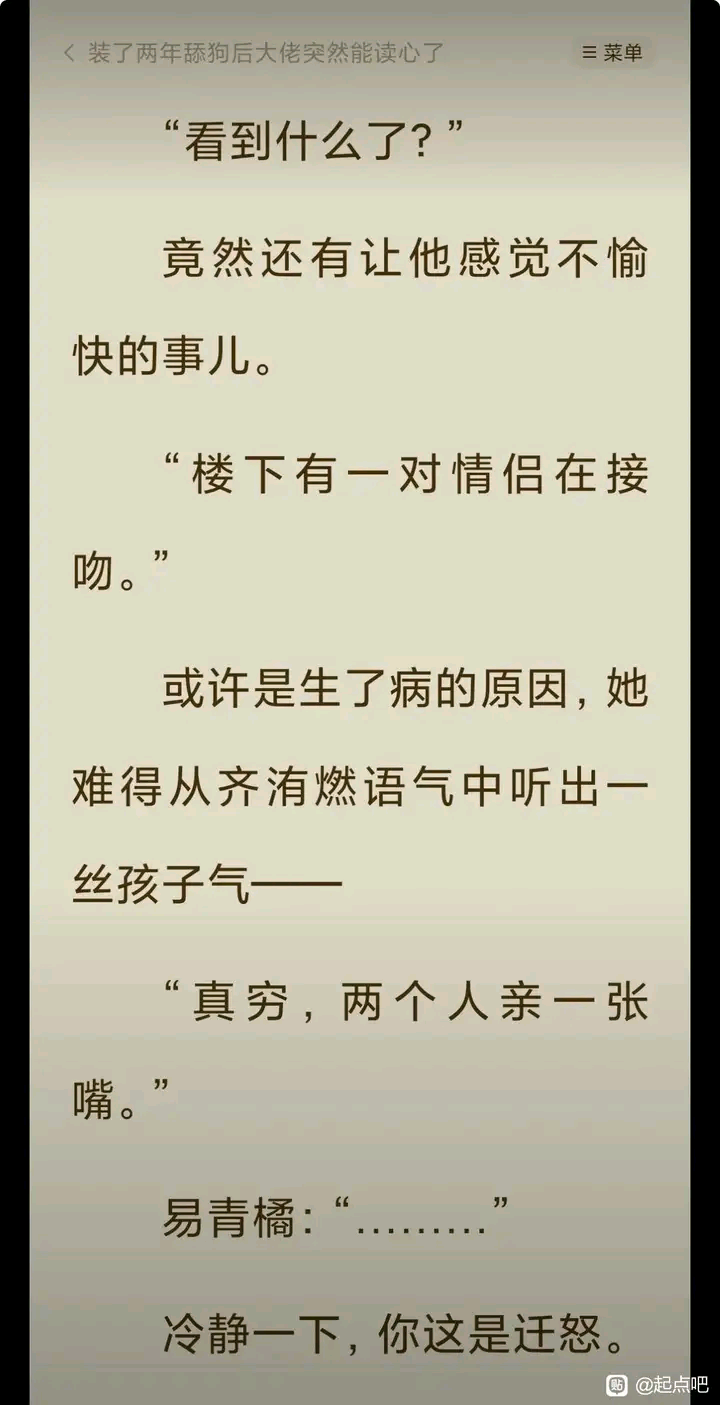 装了两年舔狗后大佬突然能读心了
菜单
“看到什么了？”
竟然还有让他感觉不愉
快的事儿。
“楼下有一对情侣在接
吻。”
或许是生了病的原因，她
难得从齐洧燃语气中听出一
丝孩子气——
“真穷，两个人亲一张
嘴。”
易青橘：“………”
冷静一下，你这是迁怒。
贴 @起点吧